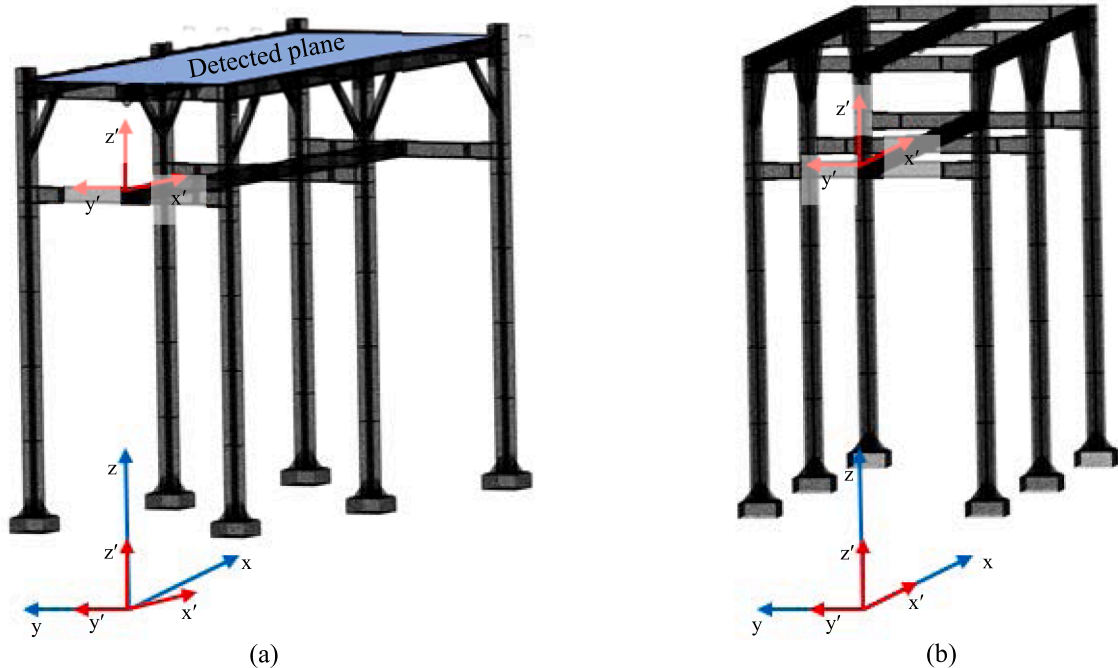 Detected plane
z′
y′
x′
z
z′
x
x′
y
y′
(a)
z′
x′
y′
z
z′
x
x′
y
y′
(b)